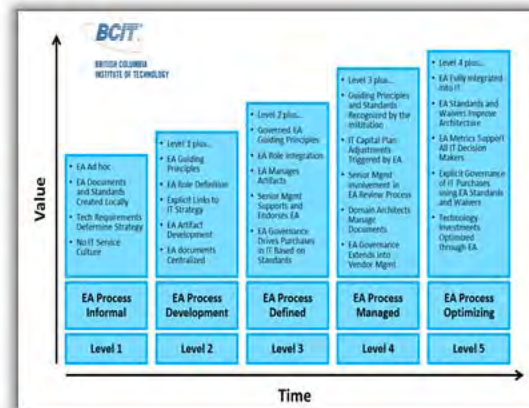 BCIT
BRITISH COLUMBIA
INSTITUTE OF TECHNOLOGY
Value
EA Ad hoc
EA Documents
and Standards
Created Locally
Tech Requirements
Determine Strategy
No IT Service
Culture
EA Process
Informal
Level 1
Level 1 plus...
EA Guiding
Principles
EA Role Definition
Explicit Links to
IT Strategy
EA Artifact
Development
EA documents
Centralized
EA Process
Development
Level 2
Level 2 plus...
Governed EA
Guiding Principles
EA Role Integration
EA Manages
Artifacts
Senior Mgmt
Supports and
Endorses EA
EA Governance
Drives Purchases
in IT Based on
Standards
EA Process
Defined
Level 3
Level 3 plus...
Guiding Principles
and Standards
Recognized by the
Institution
IT Capital Plan
Adjustments
Triggered by EA
Senior Mgmt
involvement in
EA Review Process
Domain Architects
Manage
Documents
EA Governance
Extends into
Vendor Mgmt
EA Process
Managed
Level 4
Level 4 plus...
EA Fully Integrated
into IT
EA Standards and
Waivers Improve
Architecture
EA Metrics Support
All IT Decision
Makers
Explicit Governance
of IT Purchases
using EA Standards
and Waivers
Technology
Investments
Optimized
through EA
EA Process
Optimizing
Level 5
Time